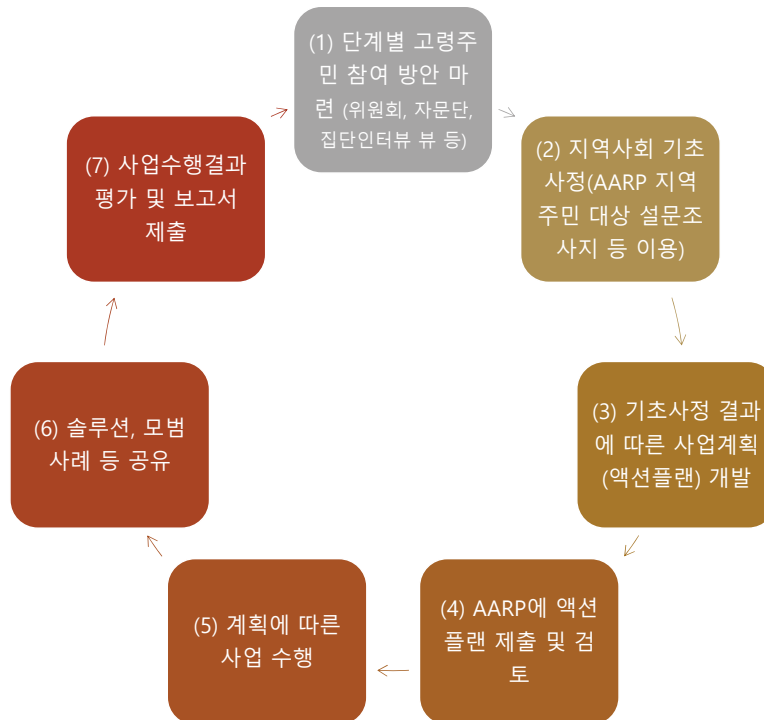 (1) 단계별 고령주
민 참여 방안 마
련 (위원회, 자문단,
집단인터뷰 뷰 등)
(2) 지역사회 기초
사정(AARP 지역
주민 대상 설문조
사지 등 이용)
(3) 기초사정 결과
에 따른 사업계획
(액션플랜) 개발
(4) AARP에 액션
플랜 제출 및 검
토
(5) 계획에 따른
사업 수행
(6) 솔루션, 모범
사례 등 공유
(7) 사업수행결과
평가 및 보고서
제출